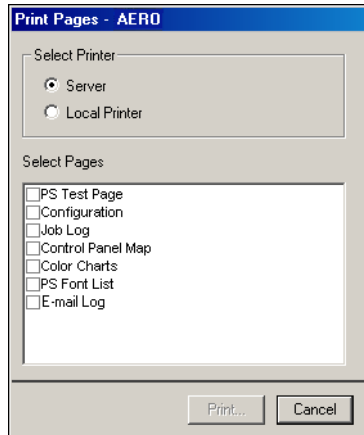 Print Pages - AERO
Select Printer
Server
Local Printer
Select Pages
PS Test Page
Configuration
Job Log
Control Panel Map
Color Charts
PS Font List
E-mail Log
Print...
Cancel